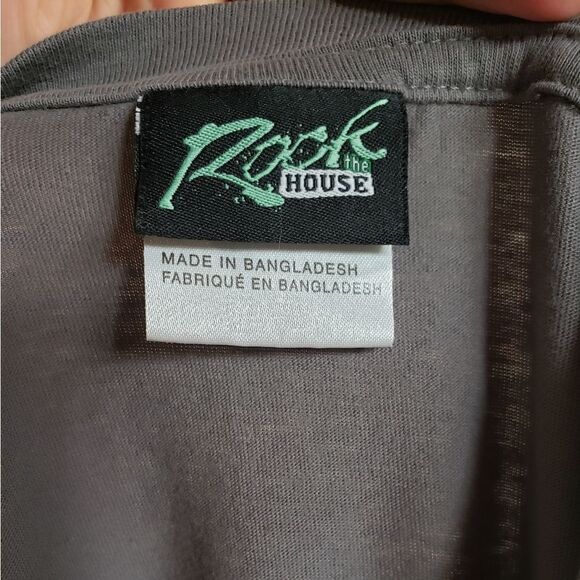 Rock
the
HOUSE
MADE IN BANGLADESH
FABRIQUÉ EN BANGLADESH